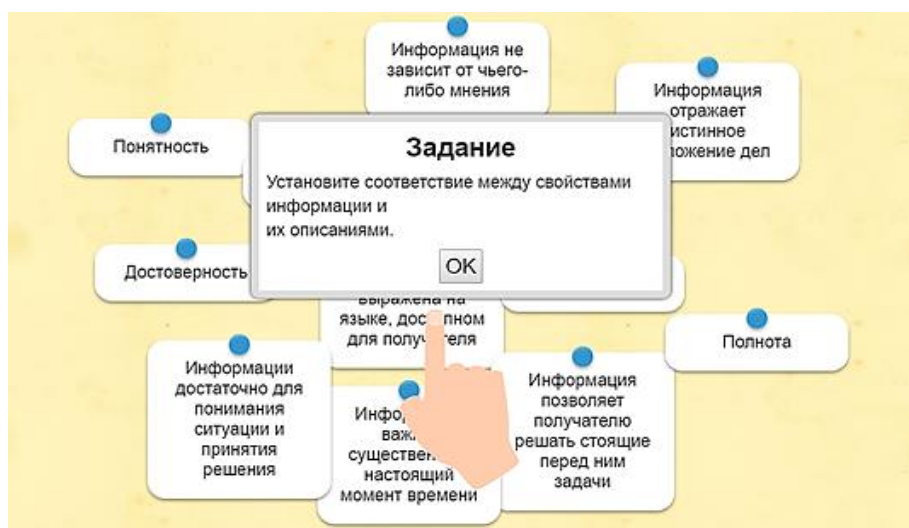 Информация не
зависит от чьего-
либо мнения
Информация
отражает
истинное
положение дел
Понятность
Задание
Установите соответствие между свойствами
информации и
их описаниями.
OK
Достоверность
выражена на
языке, доступном
для получателя
Полнота
Информации
достаточно для
понимания
ситуации и
принятия
решения
настоящий
момент времени
Информация
позволяет
получателю
решать стоящие
перед ним
задачи